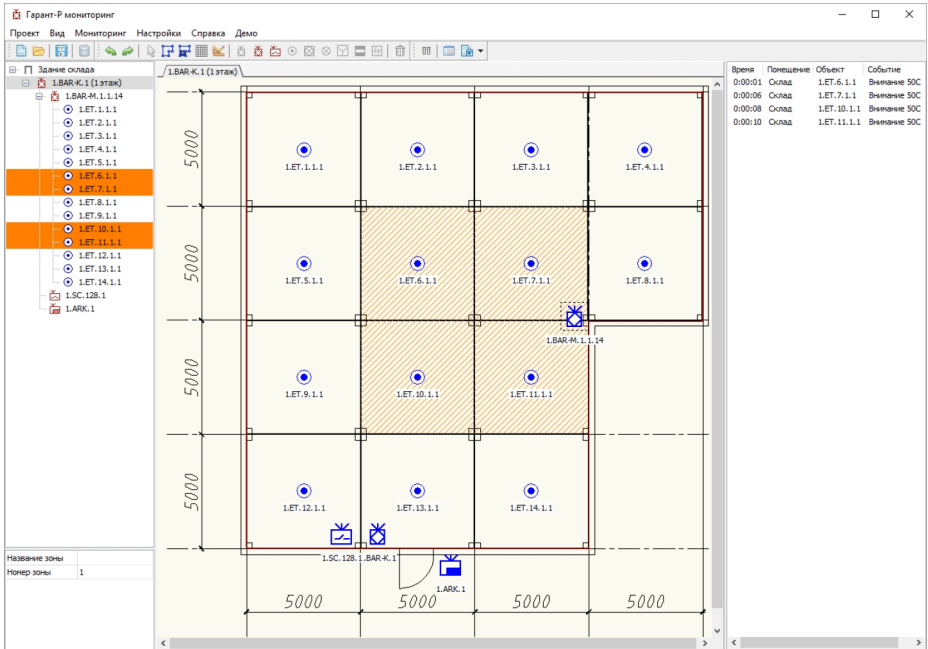 Гарант-Р мониторинг
Проект Вид Мониторинг Настройки Справка Демо
Здание склада
1.BAR-K.1 (1 этаж)
1.BAR-M.1.1.14
1.ET.1.1.1
1.ET.2.1.1
1.ET.3.1.1
1.ET.4.1.1
1.ET.5.1.1
1.ET.6.1.1
1.ET.7.1.1
1.ET.8.1.1
1.ET.9.1.1
1.ET.10.1.1
1.ET.11.1.1
1.ET.12.1.1
1.ET.13.1.1
1.ET.14.1.1
1.SC.128.1
1.ARK.1
Название зоны
Номер зоны 1
1.BAR-K.1 (1 этаж)
5000
1.ET.1.1.1 1.ET.2.1.1 1.ET.3.1.1 1.ET.4.1.1
5000
1.ET.5.1.1 1.ET.6.1.1 1.ET.7.1.1 1.ET.8.1.1
1.BAR-M.1.1.14
5000
1.ET.9.1.1 1.ET.10.1.1 1.ET.11.1.1
5000
1.ET.12.1.1 1.ET.13.1.1 1.ET.14.1.1
1.SC.128.1 1.BAR-K.1
1.ARK.1
5000 5000 5000 5000
Время Помещение Объект Событие
0:00:01 Склад 1.ET.6.1.1 Внимание 50С
0:00:06 Склад 1.ET.7.1.1 Внимание 50С
0:00:08 Склад 1.ET.10.1.1 Внимание 50С
0:00:10 Склад 1.ET.11.1.1 Внимание 50С